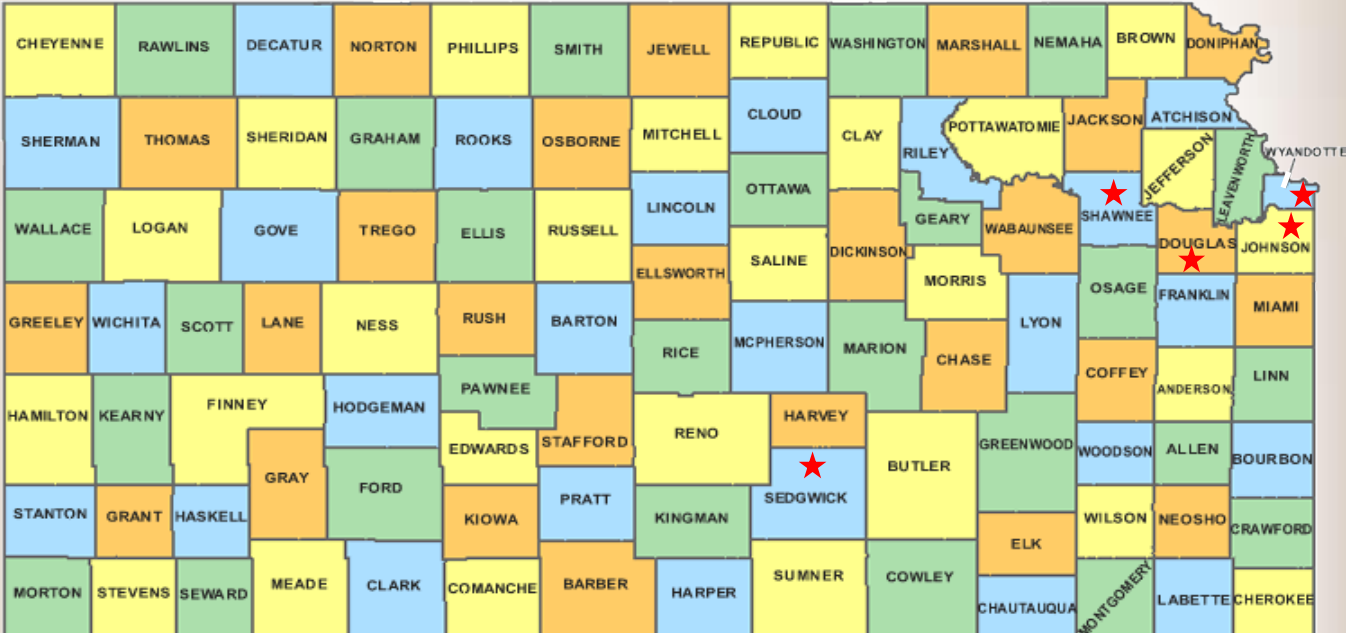 CHEYENNE
RAWLINS
DECATUR
NORTON
PHILLIPS
SMITH
JEWELL
REPUBLIC
WASHINGTON
MARSHALL
NEMAHA
BROWN
DONIPHAN
SHERMAN
THOMAS
SHERIDAN
GRAHAM
ROOKS
OSBORNE
MITCHELL
CLOUD
CLAY
RILEY
POTTAWATOMIE
JACKSON
ATCHISON
JEFFERSON
LEAVENWORTH
WYANDOTTE
WALLACE
LOGAN
GOVE
TREGO
ELLIS
RUSSELL
LINCOLN
OTTAWA
DICKINSON
GEARY
WABAUNSEE
SHAWNEE
DOUGLAS
JOHNSON
ELLSWORTH
SALINE
MORRIS
GREELEY
WICHITA
SCOTT
LANE
NESS
RUSH
BARTON
RICE
MCPHERSON
MARION
CHASE
LYON
OSAGE
FRANKLIN
MIAMI
HAMILTON
KEARNY
FINNEY
HODGEMAN
PAWNEE
STAFFORD
RENO
HARVEY
BUTLER
GREENWOOD
COFFEY
ANDERSON
LINN
GRAY
FORD
EDWARDS
SEDGWICK
WOODSON
ALLEN
BOURBON
STANTON
GRANT
HASKELL
KIOWA
PRATT
KINGMAN
ELK
WILSON
NEOSHO
CRAWFORD
MORTON
STEVENS
SEWARD
MEADE
CLARK
COMANCHE
BARBER
HARPER
SUMNER
COWLEY
CHAUTAUQUA
MONTGOMERY
LABETTE
CHEROKEE